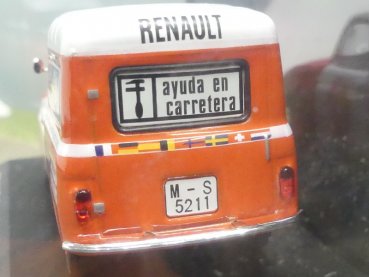 RENAULT
ayuda en
carretera
M - S
5211